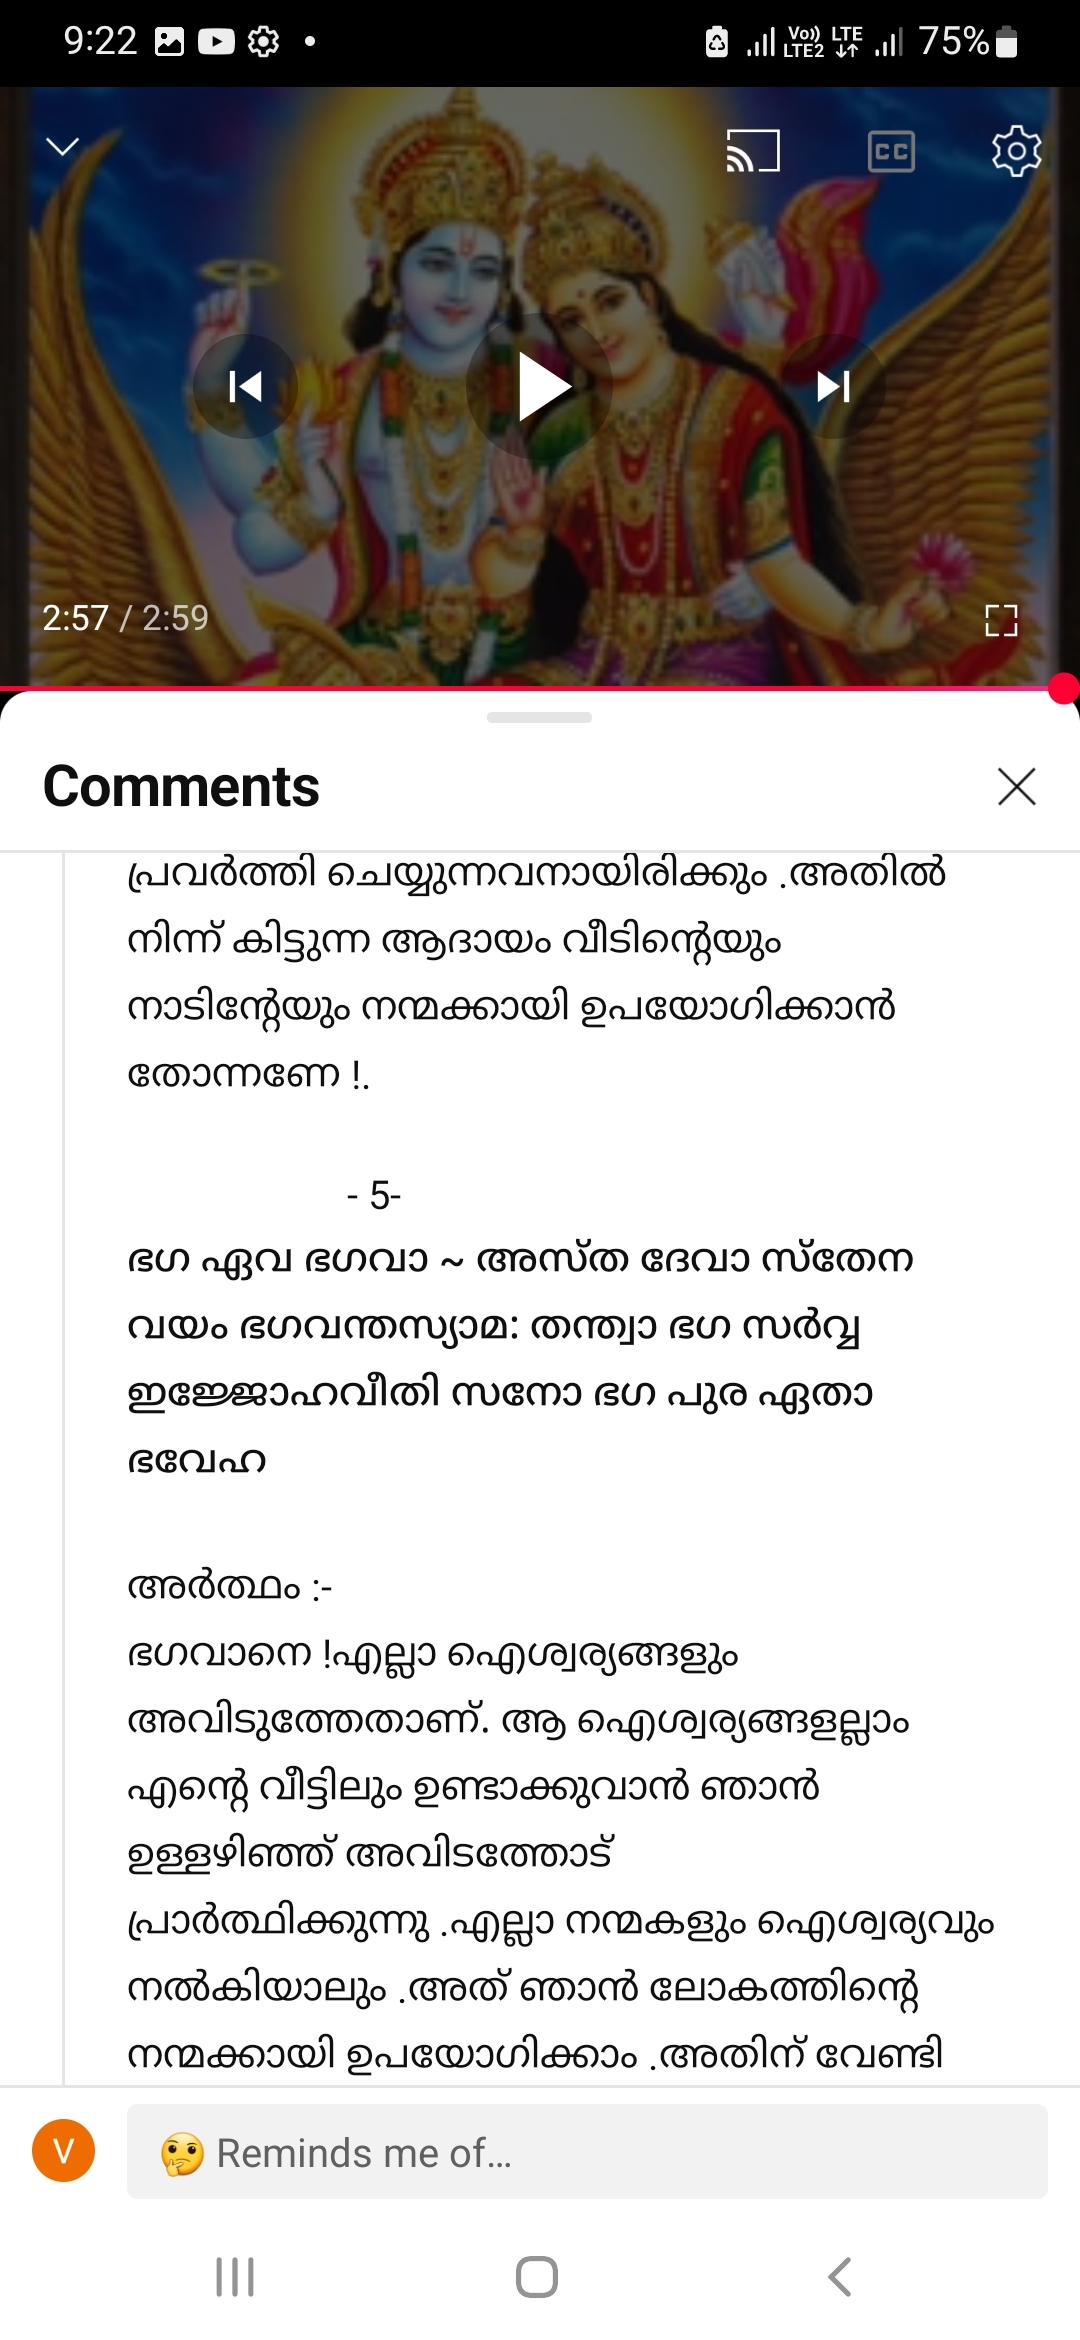 9:22
Vo)) LTE2 LTE 75%
CC
2:57 / 2:59
Comments
പ്രവർത്തി ചെയ്യുന്നവനായിരിക്കും .അതിൽ
നിന്ന് കിട്ടുന്ന ആദായം വീടിന്റെയും
നാടിന്റേയും നന്മക്കായി ഉപയോഗിക്കാൻ
തോന്നണേ !.
- 5-
ഭഗ ഏവ ഭഗവാ ~ അസ്ത ദേവാ സ്തേന
വയം ഭഗവന്തസ്യാമ: തന്ത്വാ ഭഗ സർവ്വ
ഇജ്ജോഹവീതി സനോ ഭഗ പുര ഏതാ
ഭവേഹ
അർത്ഥം :-
ഭഗവാനെ !എല്ലാ ഐശ്വര്യങ്ങളും
അവിടുത്തേതാണ്. ആ ഐശ്വര്യങ്ങളല്ലാം
എന്റെ വീട്ടിലും ഉണ്ടാക്കുവാൻ ഞാൻ
ഉള്ളഴിഞ്ഞ് അവിടത്തോട്
പ്രാർത്ഥിക്കുന്നു .എല്ലാ നന്മകളും ഐശ്വര്യവും
നൽകിയാലും .അത് ഞാൻ ലോകത്തിന്റെ
നന്മക്കായി ഉപയോഗിക്കാം .അതിന് വേണ്ടി
V
🤔 Reminds me of...